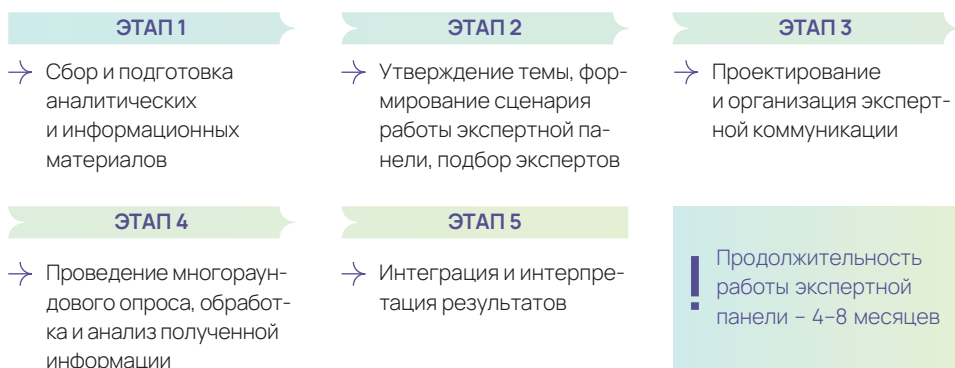 ЭТАП 1
Сбор и подготовка
аналитических
и информационных
материалов
ЭТАП 2
Утверждение темы, фор-
мирование сценария
работы экспертной па-
нели, подбор экспертов
ЭТАП 3
Проектирование
и организация эксперт-
ной коммуникации
ЭТАП 4
Проведение многораун-
дового опроса, обработ-
ка и анализ полученной
информации
ЭТАП 5
Интеграция и интерпре-
тация результатов
! Продолжительность
работы экспертной
панели – 4–8 месяцев